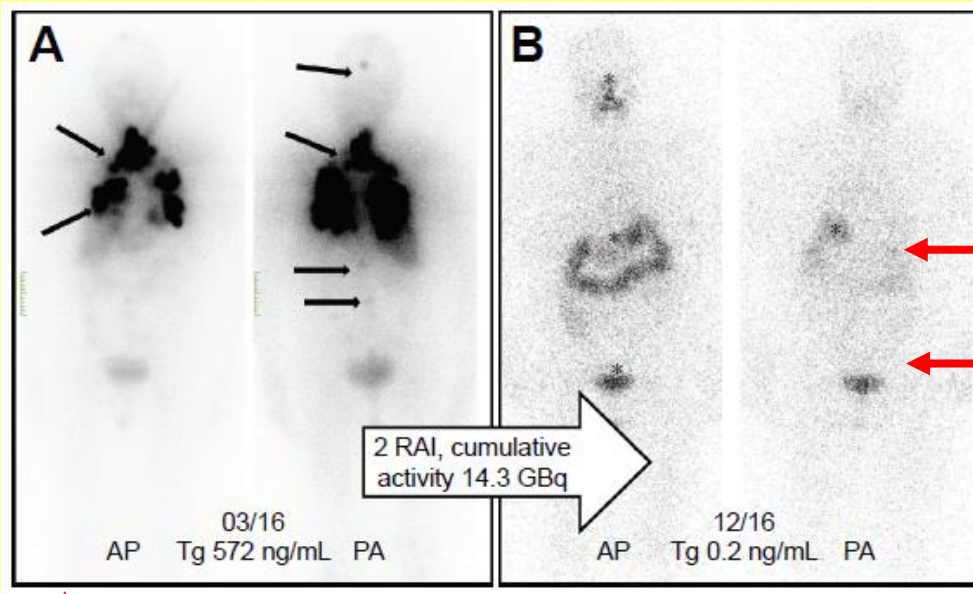 A
B
*
*
*
*
2 RAI, cumulative
activity 14.3 GBq
03/16
AP Tg 572 ng/mL PA
12/16
AP Tg 0.2 ng/mL PA